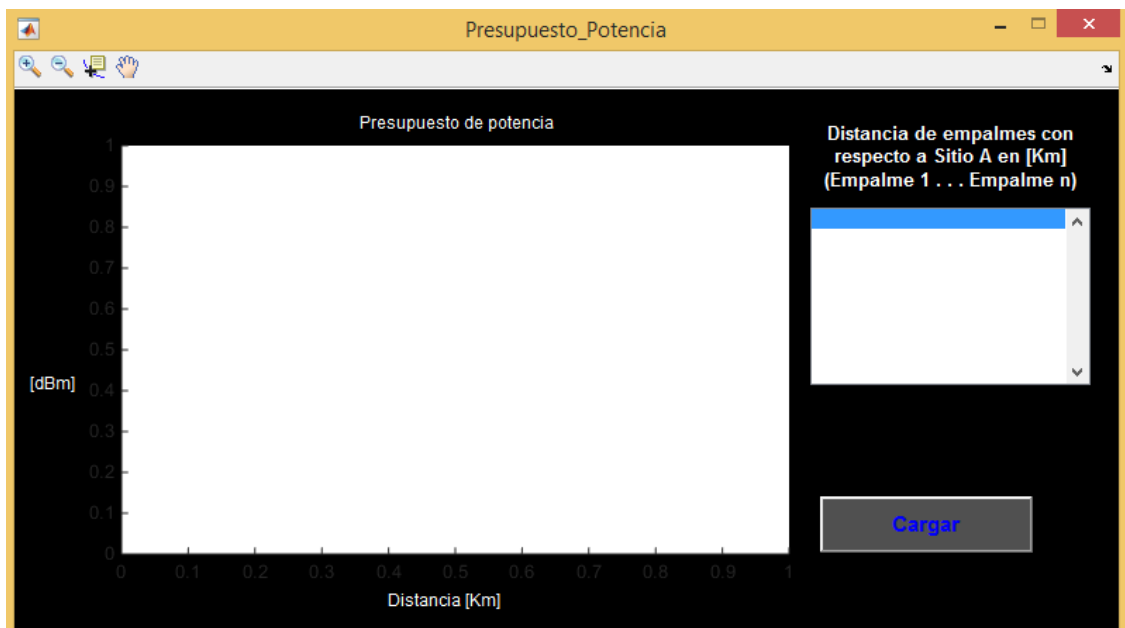 Presupuesto_Potencia
Presupuesto de potencia
1
0.9
0.8
0.7
0.6
0.5
[dBm]
0.4
0.3
0.2
0.1
0
0 0.1 0.2 0.3 0.4 0.5 0.6 0.7 0.8 0.9 1
Distancia [Km]
Distancia de empalmes con
respecto a Sitio A en [Km]
(Empalme 1 . . . Empalme n)
Cargar